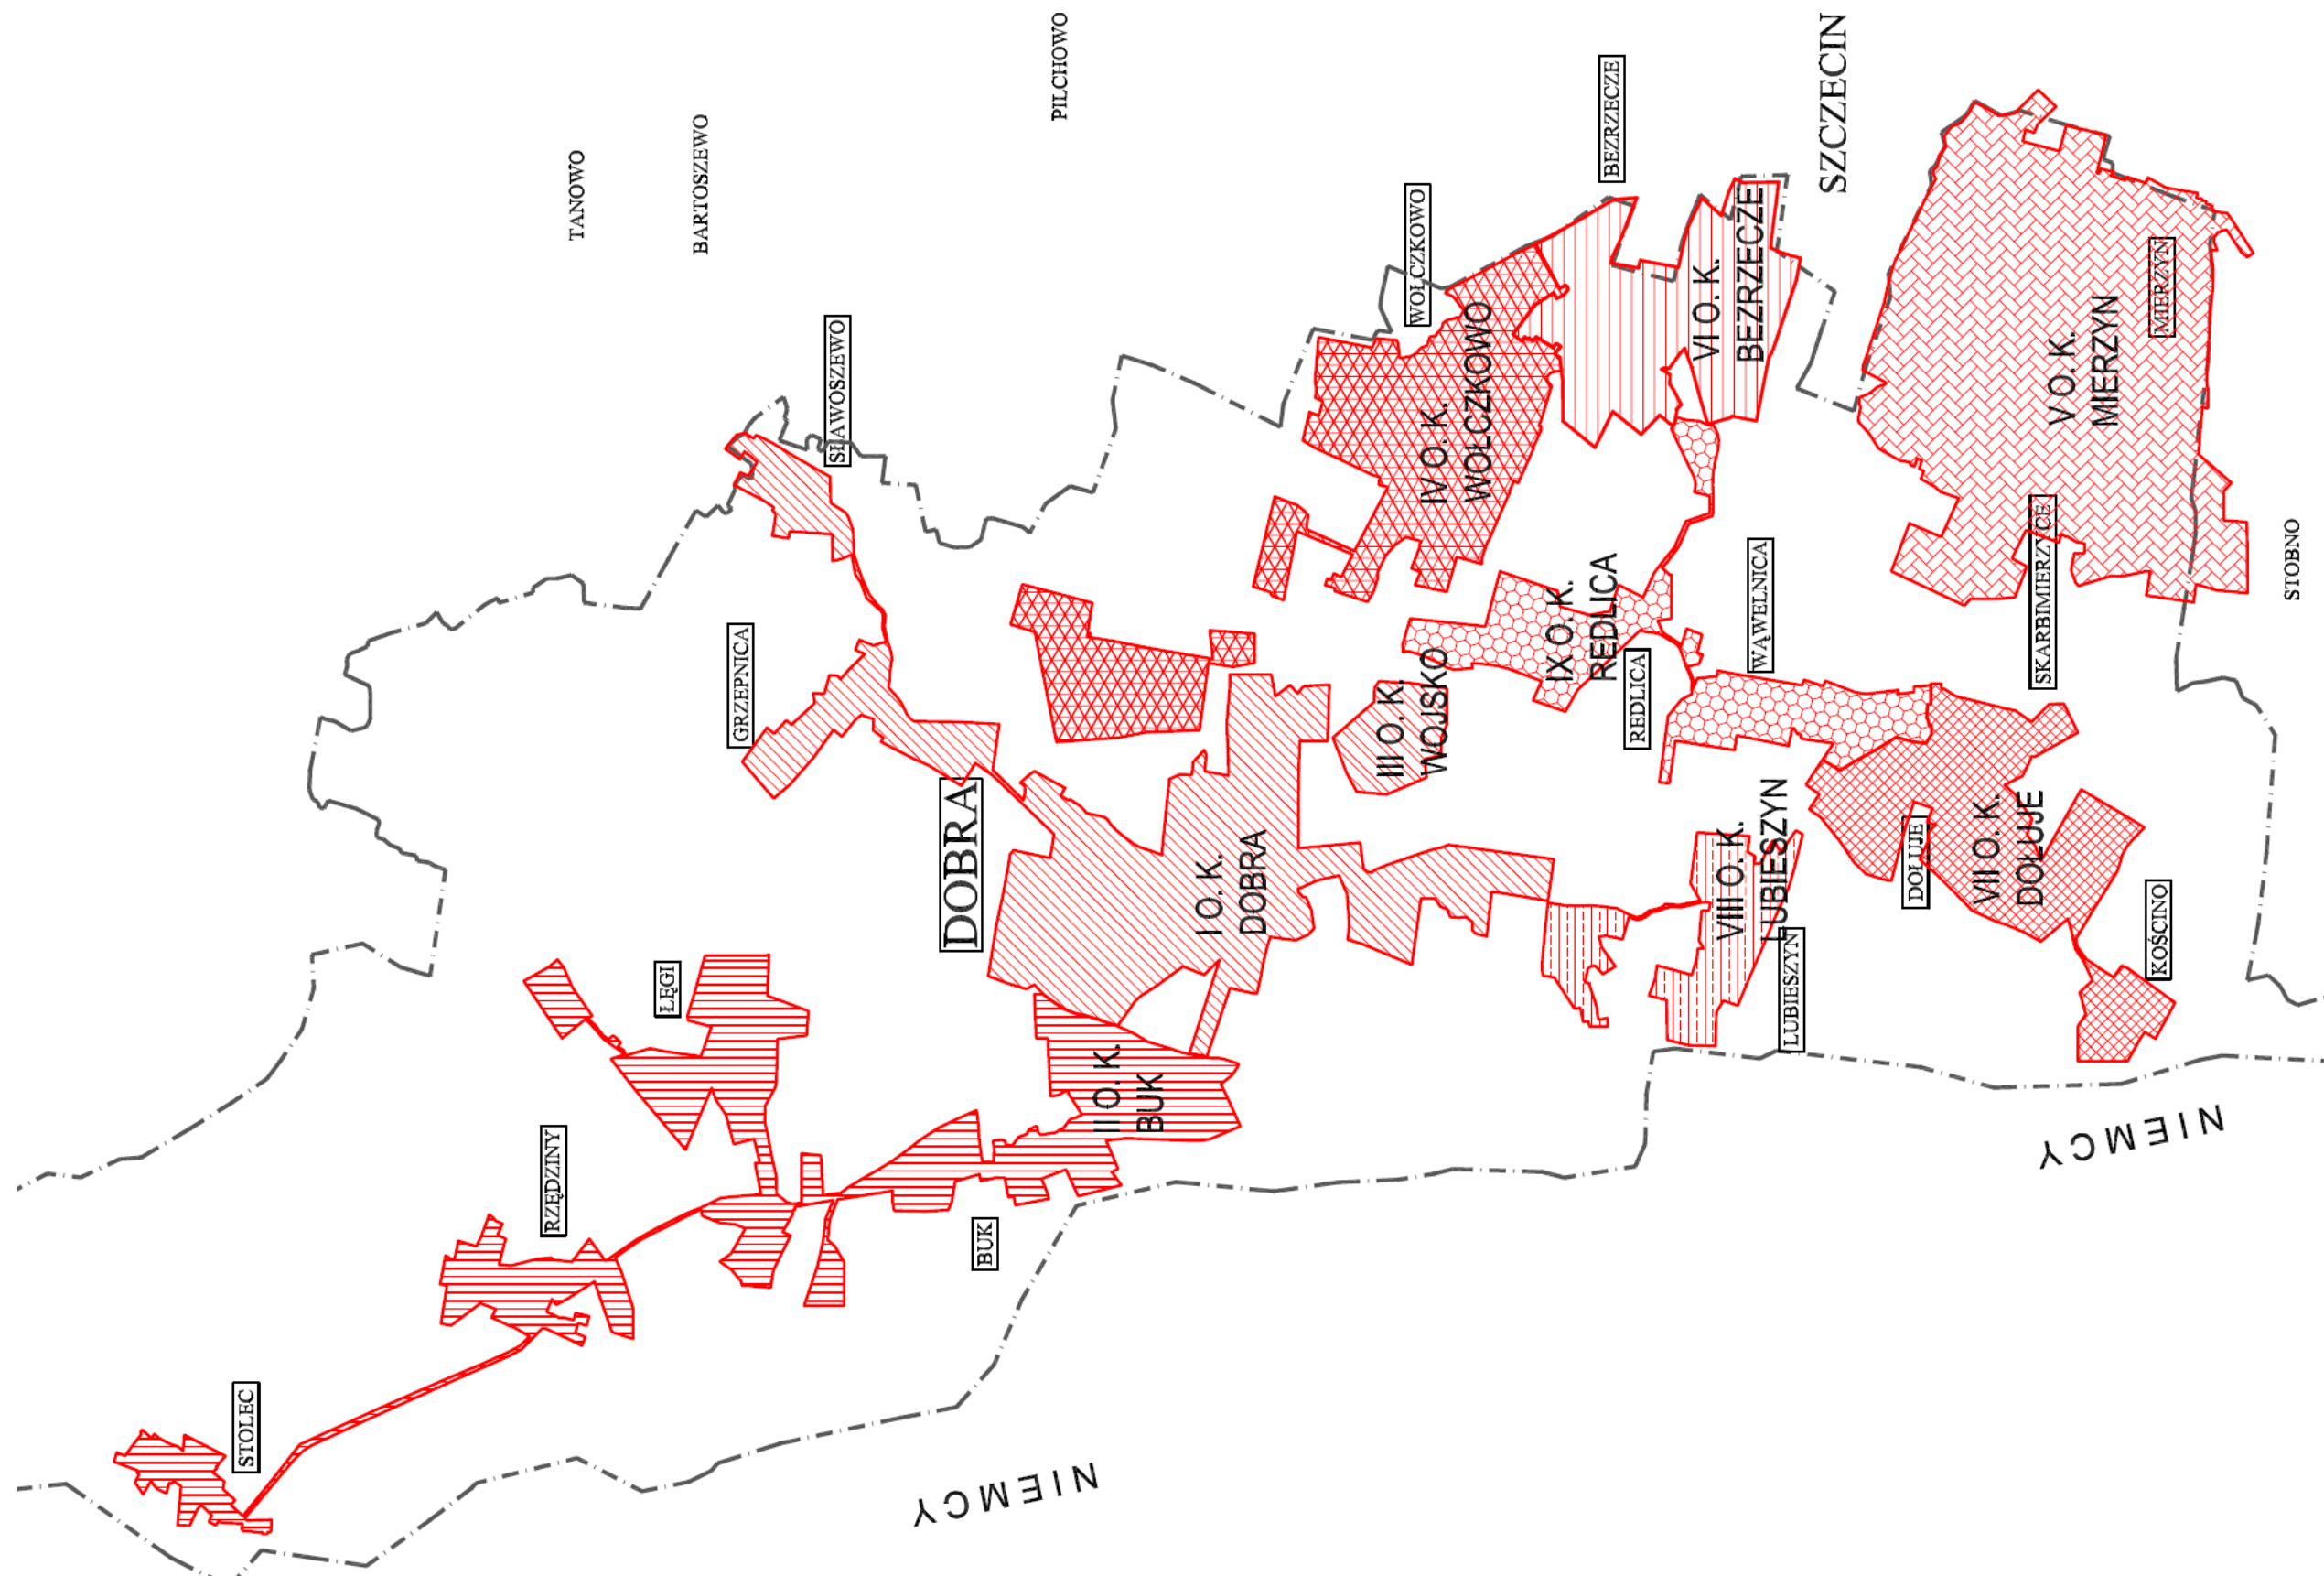 TANOWO
BARTOSZEWO
PILCHOWO
SŁAWOSZEWO
GRZEPNICA
WOŁCZKOWO
BEZRZECZE
SZCZECIN
MIERZYN
SKARBIMIERZYCE
STOBNO
WĄWELNICA
REDLICA
DOBRA
ŁĘGI
RZĘDZINY
STOLEC
BUK
LUBIESZYN
DOŁUJE
KOŚCINO
I O. K.
DOBRA
II O. K.
BUK
III O. K.
WOJSKO
IV O. K.
WOŁCZKOWO
V O. K.
MIERZYN
VI O. K.
BEZRZECZE
VII O. K.
DOŁUJE
VIII O. K.
LUBIESZYN
IX O. K.
REDLICA
NIEMCY
NIEMCY